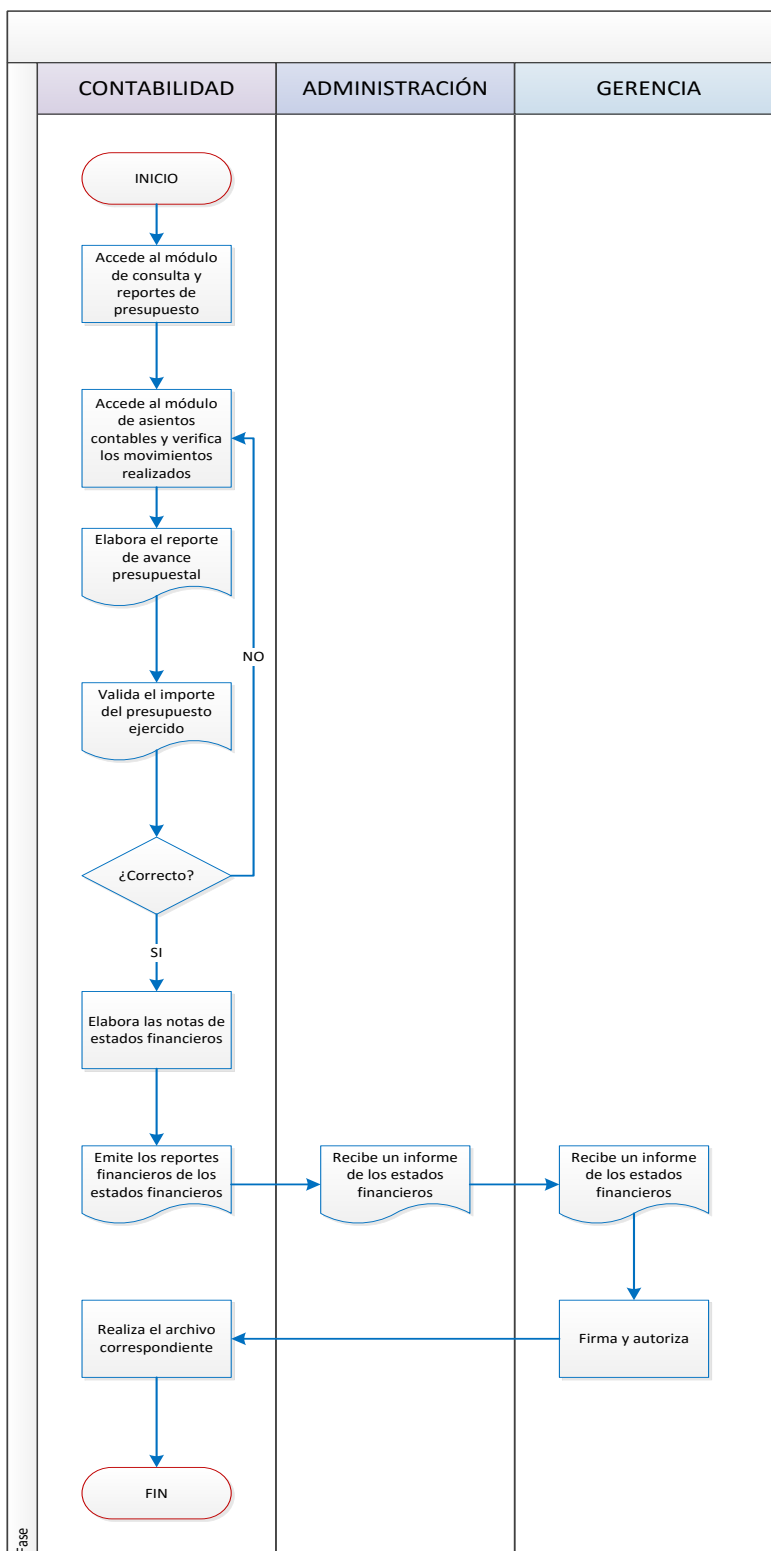 CONTABILIDAD
ADMINISTRACIÓN
GERENCIA
INICIO
Accede al módulo
de consulta y
reportes de
presupuesto
Accede al módulo
de asientos
contables y verifica
los movimientos
realizados
Elabora el reporte
de avance
presupuestal
NO
Valida el importe
del presupuesto
ejercido
¿Correcto?
SI
Elabora las notas de
estados financieros
Emite los reportes
financieros de los
estados financieros
Recibe un informe
de los estados
financieros
Recibe un informe
de los estados
financieros
Firma y autoriza
Realiza el archivo
correspondiente
FIN
Fase